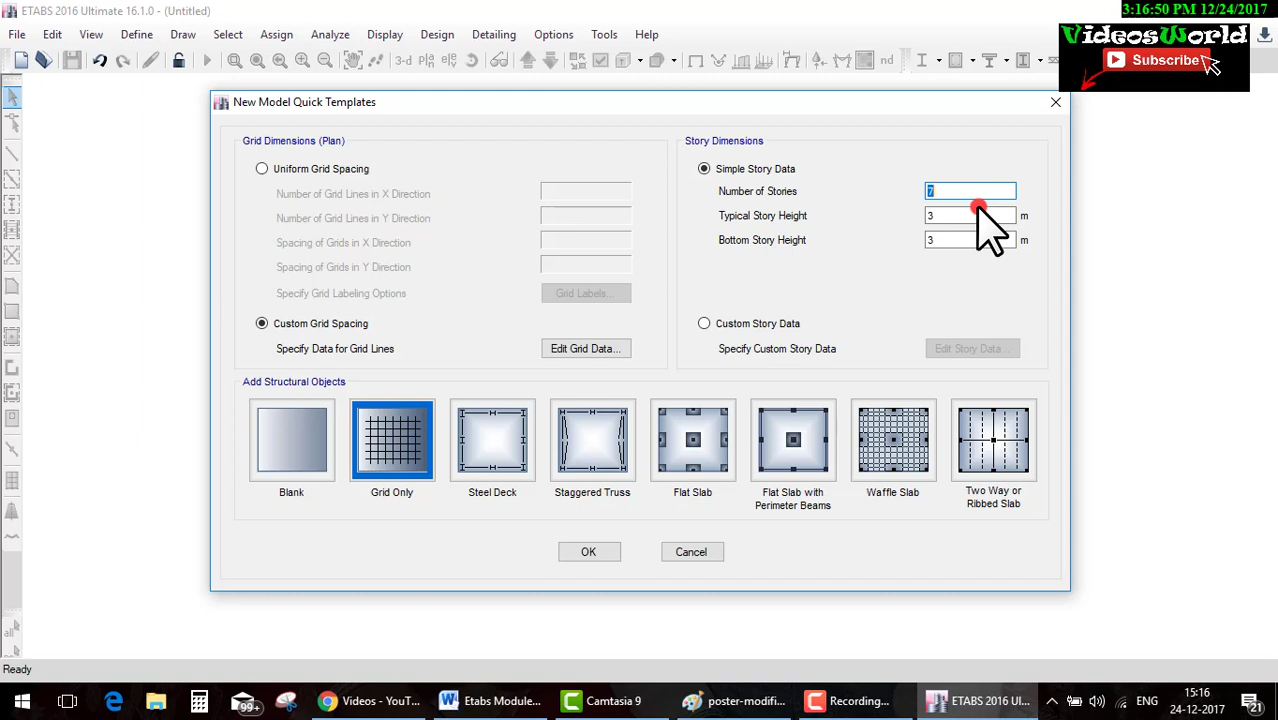 ETABS 2016 Ultimate 16.1.0 - (Untitled)
3:16:50 PM 12/24/2017
File Edit View Define Draw Select Assign Analyze Display Design Detailing Options Tools Help
VideosWorld
Subscribe
3-d
nd
New Model Quick Templates
Grid Dimensions (Plan)
Uniform Grid Spacing
Number of Grid Lines in X Direction
Number of Grid Lines in Y Direction
Spacing of Grids in X Direction
Spacing of Grids in Y Direction
Specify Grid Labeling Options
Grid Labels...
Custom Grid Spacing
Specify Data for Grid Lines
Edit Grid Data...
Story Dimensions
Simple Story Data
Number of Stories 7
Typical Story Height 3 m
Bottom Story Height 3 m
Custom Story Data
Specify Custom Story Data
Edit Story Data...
Add Structural Objects
Blank
Grid Only
Steel Deck
Staggered Truss
Flat Slab
Flat Slab with
Perimeter Beams
Waffle Slab
Two Way or
Ribbed Slab
OK
Cancel
all
Ready
99+
Videos - YouT...
Etabs Module...
Camtasia 9
poster-modifi...
Recording...
ETABS 2016 Ul...
ENG
15:16
24-12-2017
21